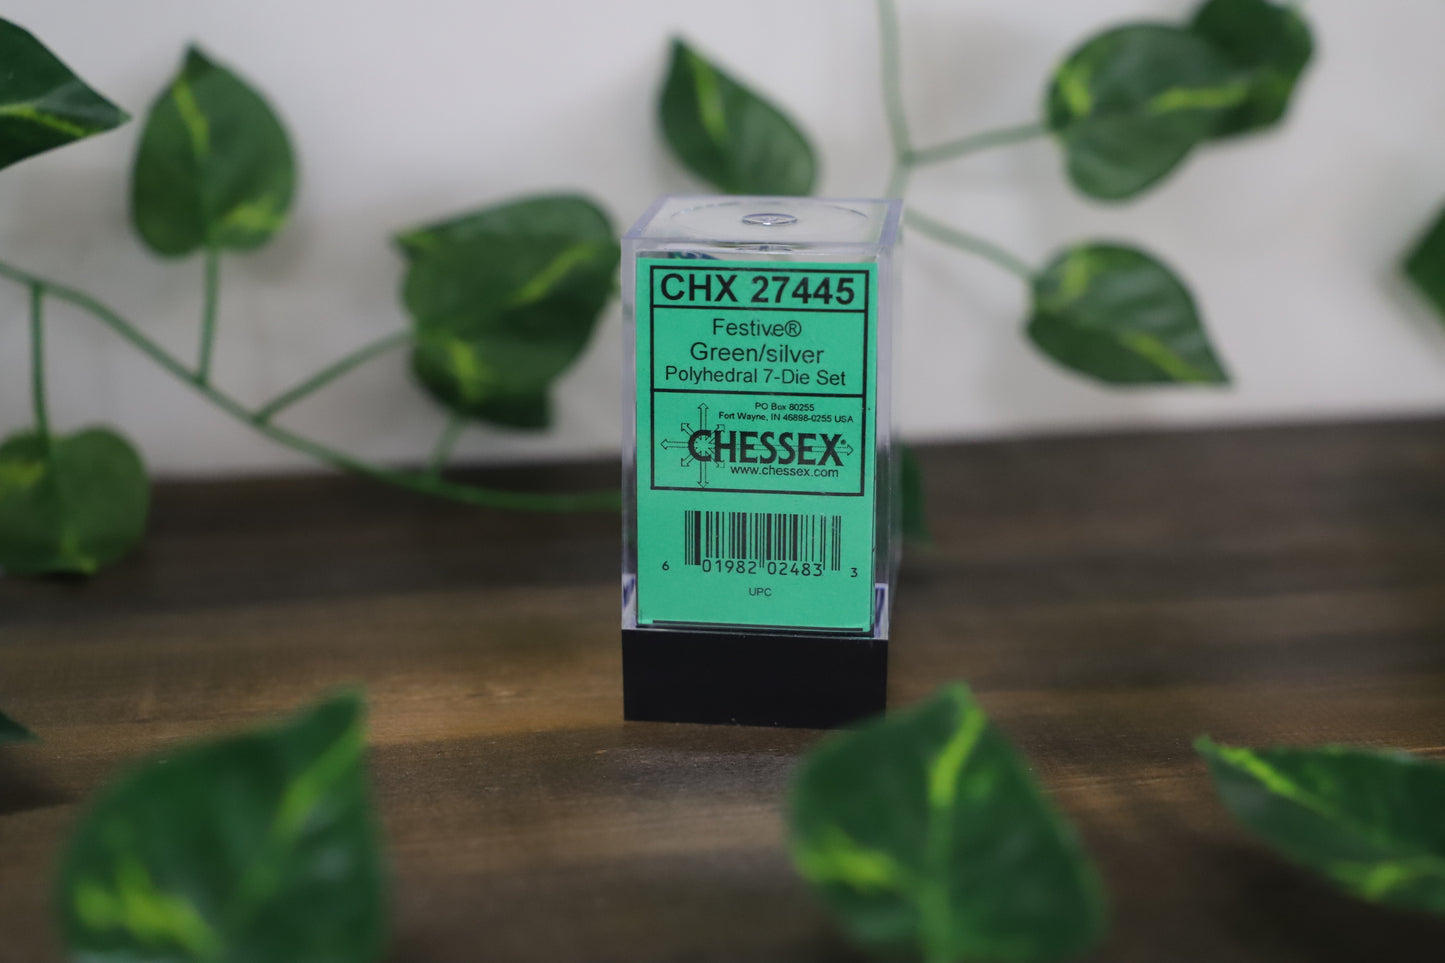 CHX 27445
Festive®
Green/silver
Polyhedral 7-Die Set
PO Box 80255
Fort Wayne, IN 46898-0255 USA
CHESSEX®
www.chessex.com
6 01982 02483 3
UPC